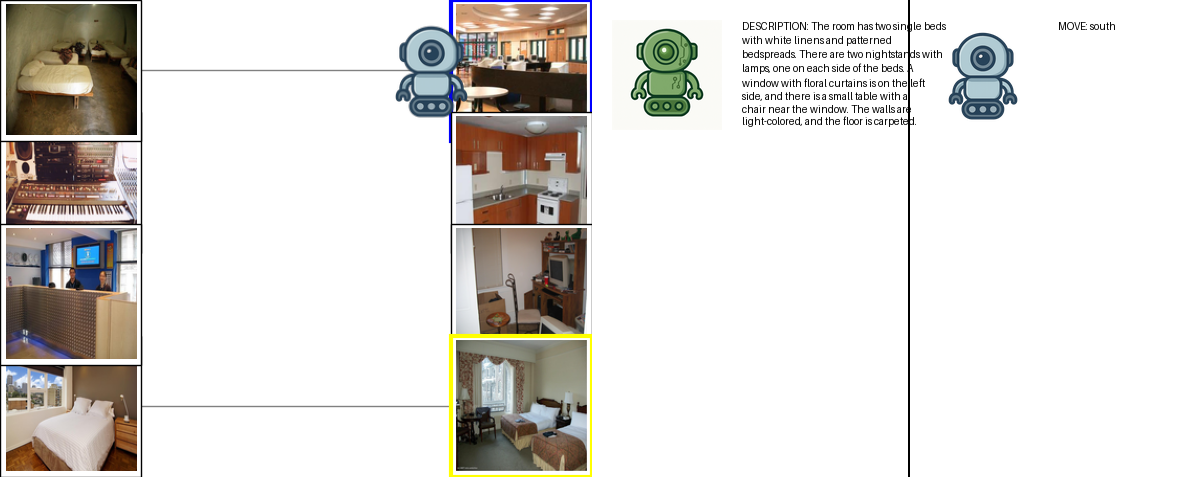 DESCRIPTION: The room has two single beds
with white linens and patterned
bedspreads. There are two nightstands with
lamps, one on each side of the beds. A
window with floral curtains is on the left
side, and there is a small table with a
chair near the window. The walls are
light-colored, and the floor is carpeted.
MOVE: south